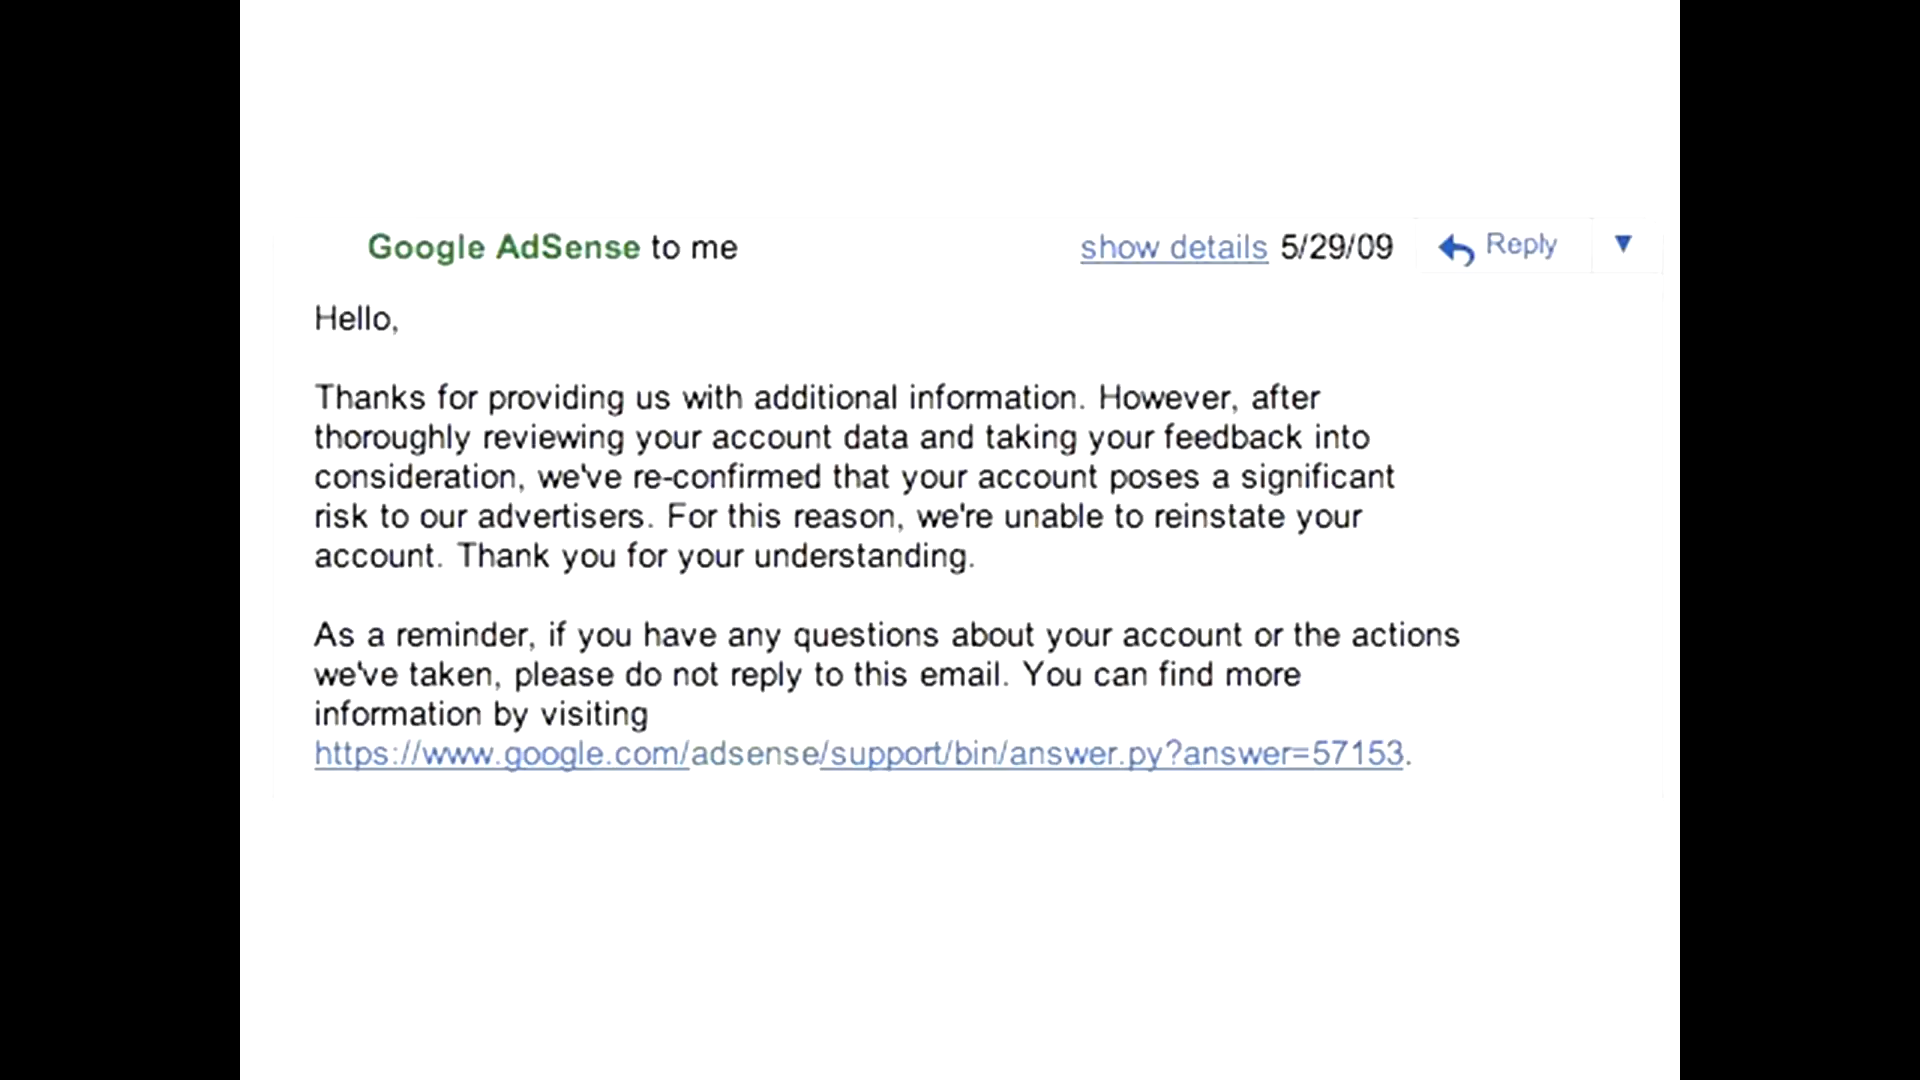 Google AdSense to me show details 5/29/09 Reply
Hello,
Thanks for providing us with additional information. However, after
thoroughly reviewing your account data and taking your feedback into
consideration, we've re-confirmed that your account poses a significant
risk to our advertisers. For this reason, we're unable to reinstate your
account. Thank you for your understanding.
As a reminder, if you have any questions about your account or the actions
we've taken, please do not reply to this email. You can find more
information by visiting
https://www.google.com/adsense/support/bin/answer.py?answer=57153.